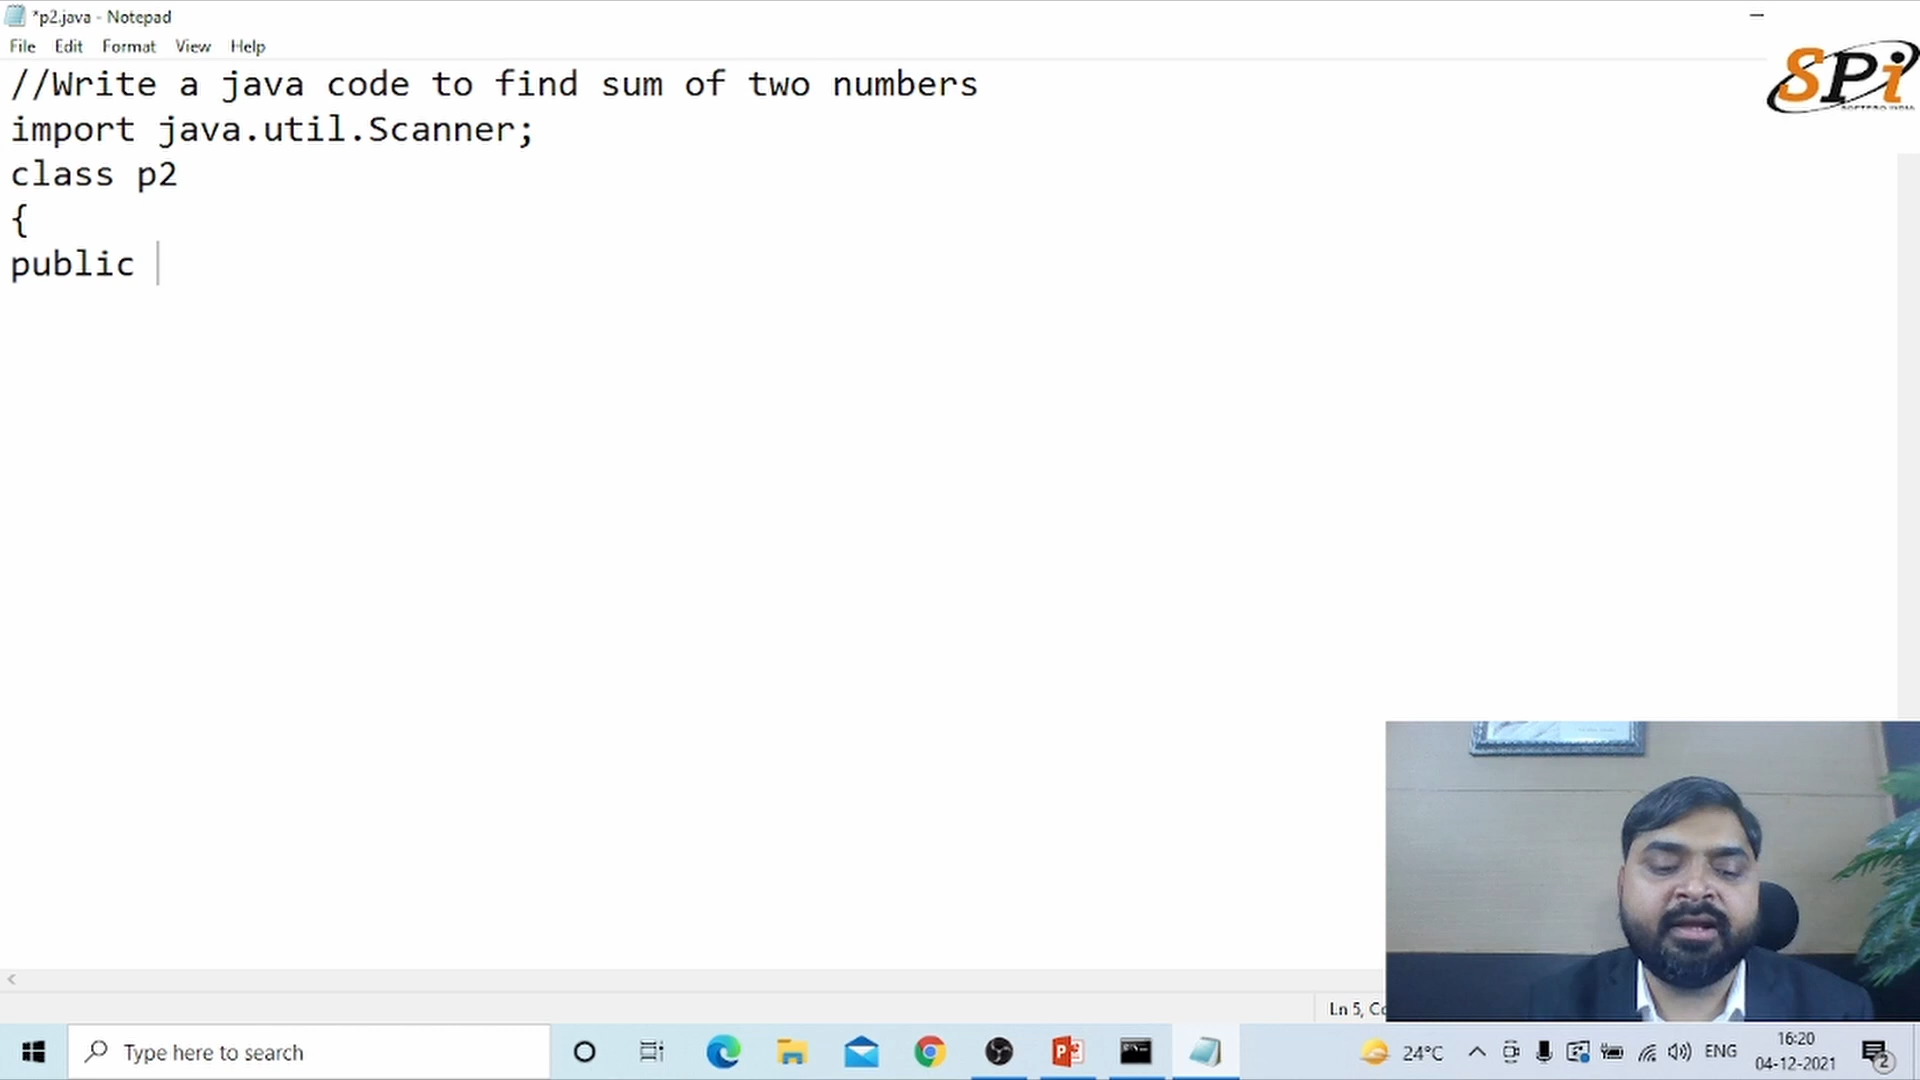 *p2.java - Notepad
File Edit Format View Help
SPi
//Write a java code to find sum of two numbers
import java.util.Scanner;
class p2
{
public
Ln 5, Co
Type here to search
24°C
ENG
16:20
04-12-2021
2